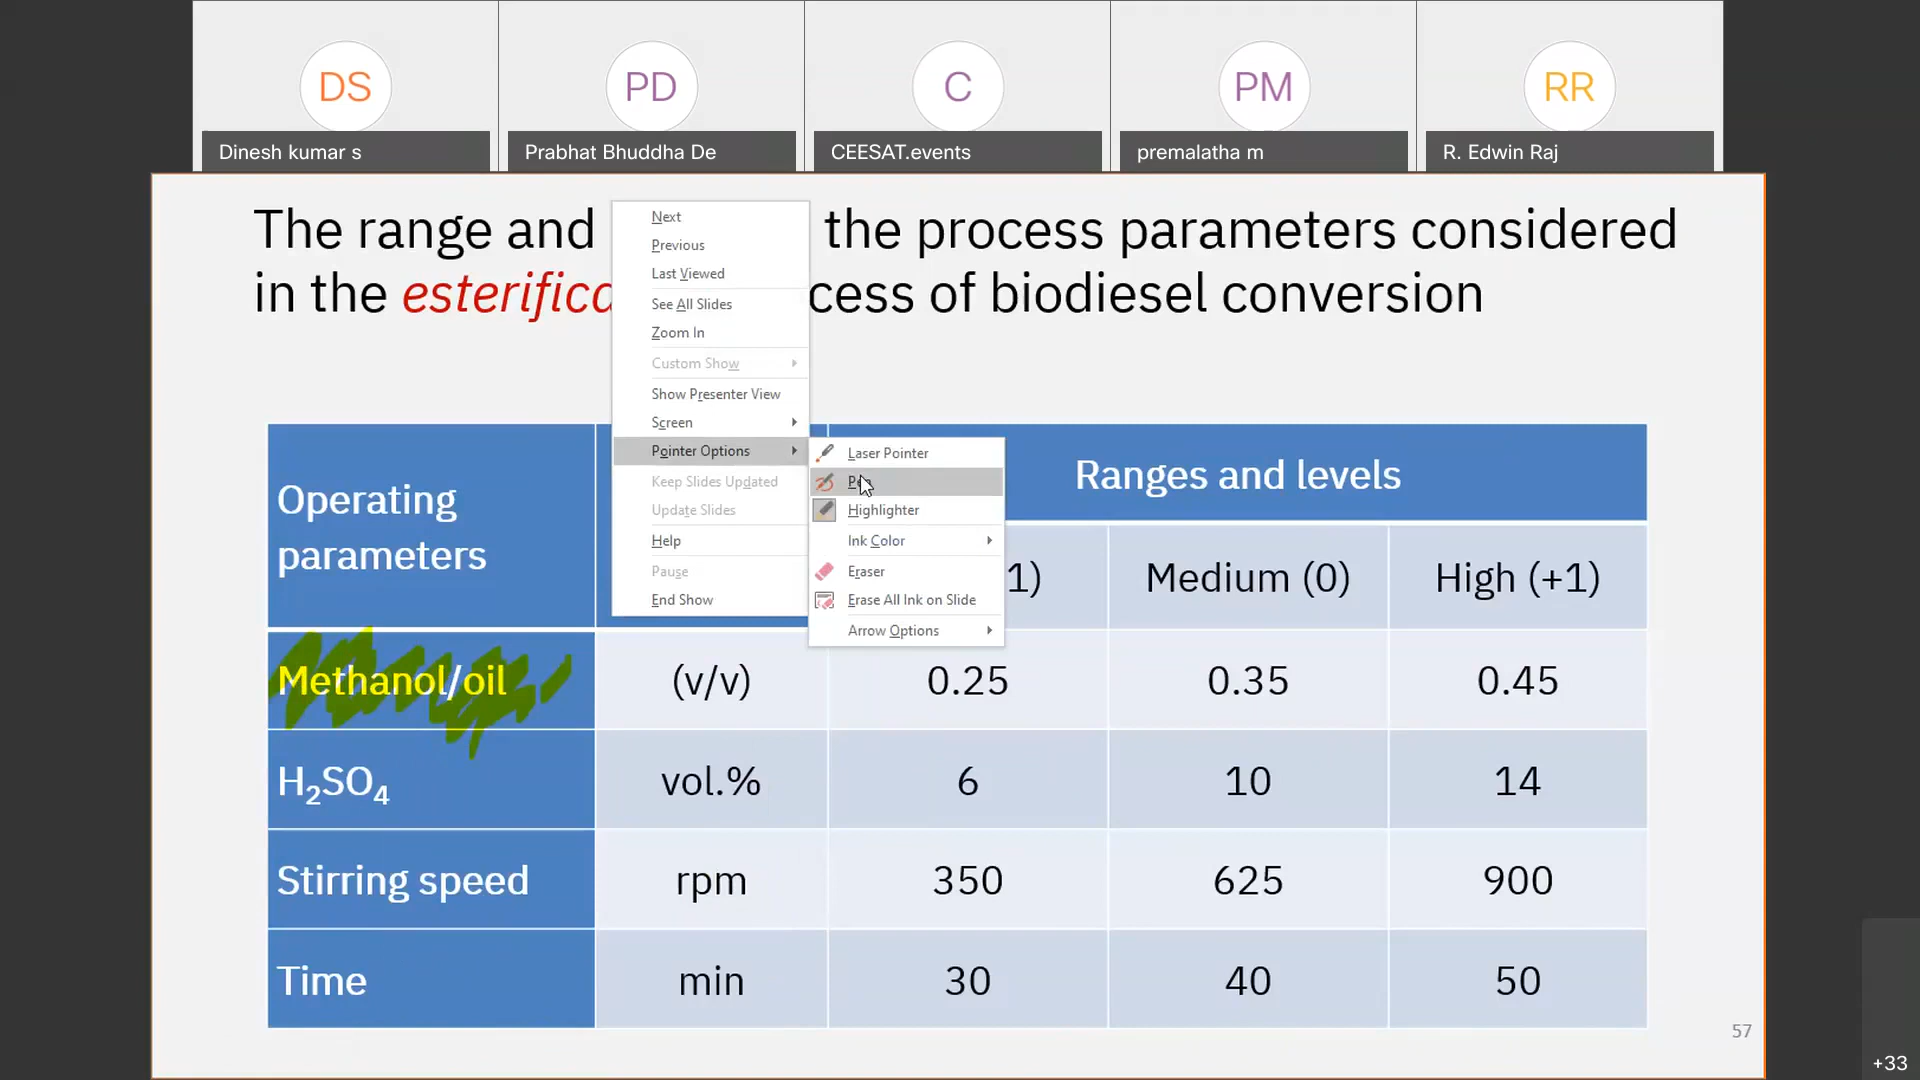 DS
PD
C
PM
RR
Dinesh kumar s
Prabhat Bhuddha De
CEESAT.events
premalatha m
R. Edwin Raj
The range and the process parameters considered
in the esterifica cess of biodiesel conversion
Next
Previous
Last Viewed
See All Slides
Zoom In
Custom Show
Show Presenter View
Screen
Pointer Options
Keep Slides Updated
Update Slides
Help
Pause
End Show
Laser Pointer
Highlighter
Ink Color
Eraser
Erase All Ink on Slide
Arrow Options
Operating
parameters
Ranges and levels
1) Medium (0) High (+1)
Methanol/oil (v/v) 0.25 0.35 0.45
H₂SO₄ vol.% 6 10 14
Stirring speed rpm 350 625 900
Time min 30 40 50
57
+33